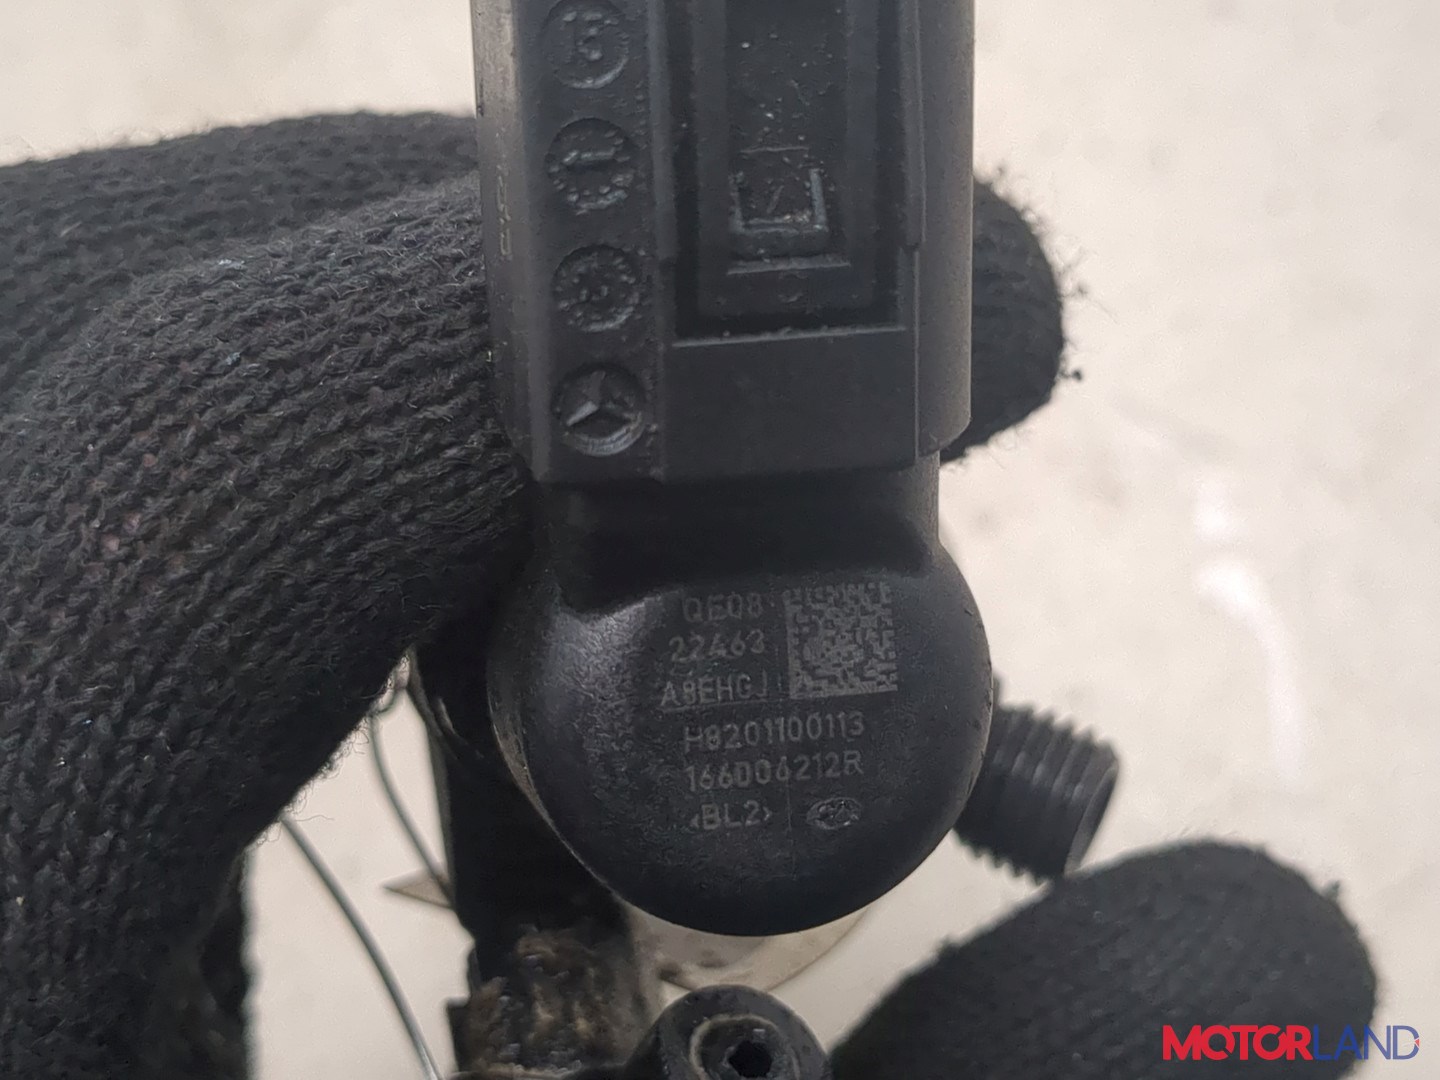 QE08
22463
A8EHGJ
H8201100113
166006212R
<BL2>
MOTORLAND